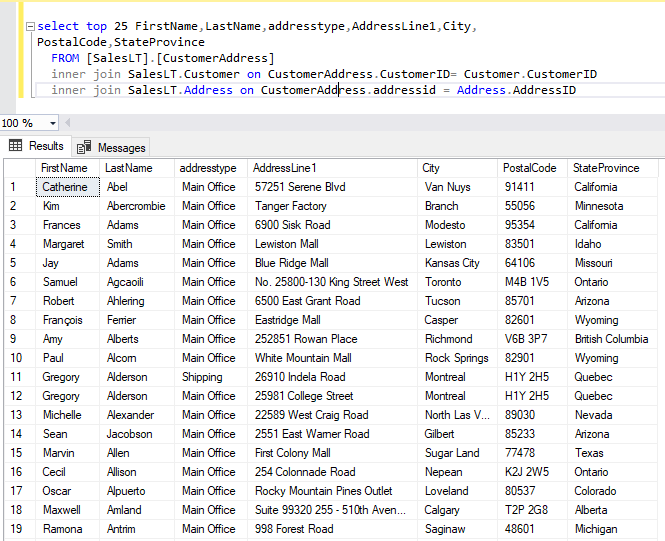 select top 25 FirstName,LastName,addresstype,AddressLine1,City,
PostalCode,StateProvince
FROM [SalesLT].[CustomerAddress]
inner join SalesLT.Customer on CustomerAddress.CustomerID= Customer.CustomerID
inner join SalesLT.Address on CustomerAddress.addressid = Address.AddressID
100 %
Results Messages
FirstName LastName addresstype AddressLine1 City PostalCode StateProvince
1 Catherine Abel Main Office 57251 Serene Blvd Van Nuys 91411 California
2 Kim Abercrombie Main Office Tanger Factory Branch 55056 Minnesota
3 Frances Adams Main Office 6900 Sisk Road Modesto 95354 California
4 Margaret Smith Main Office Lewiston Mall Lewiston 83501 Idaho
5 Jay Adams Main Office Blue Ridge Mall Kansas City 64106 Missouri
6 Samuel Agcaoili Main Office No. 25800-130 King Street West Toronto M4B 1V5 Ontario
7 Robert Ahlering Main Office 6500 East Grant Road Tucson 85701 Arizona
8 François Ferrier Main Office Eastridge Mall Casper 82601 Wyoming
9 Amy Alberts Main Office 252851 Rowan Place Richmond V6B 3P7 British Columbia
10 Paul Alcorn Main Office White Mountain Mall Rock Springs 82901 Wyoming
11 Gregory Alderson Shipping 26910 Indela Road Montreal H1Y 2H5 Quebec
12 Gregory Alderson Main Office 25981 College Street Montreal H1Y 2H5 Quebec
13 Michelle Alexander Main Office 22589 West Craig Road North Las V... 89030 Nevada
14 Sean Jacobson Main Office 2551 East Warner Road Gilbert 85233 Arizona
15 Marvin Allen Main Office First Colony Mall Sugar Land 77478 Texas
16 Cecil Allison Main Office 254 Colonnade Road Nepean K2J 2W5 Ontario
17 Oscar Alpuerto Main Office Rocky Mountain Pines Outlet Loveland 80537 Colorado
18 Maxwell Amland Main Office Suite 99320 255 - 510th Aven... Calgary T2P 2G8 Alberta
19 Ramona Antrim Main Office 998 Forest Road Saginaw 48601 Michigan